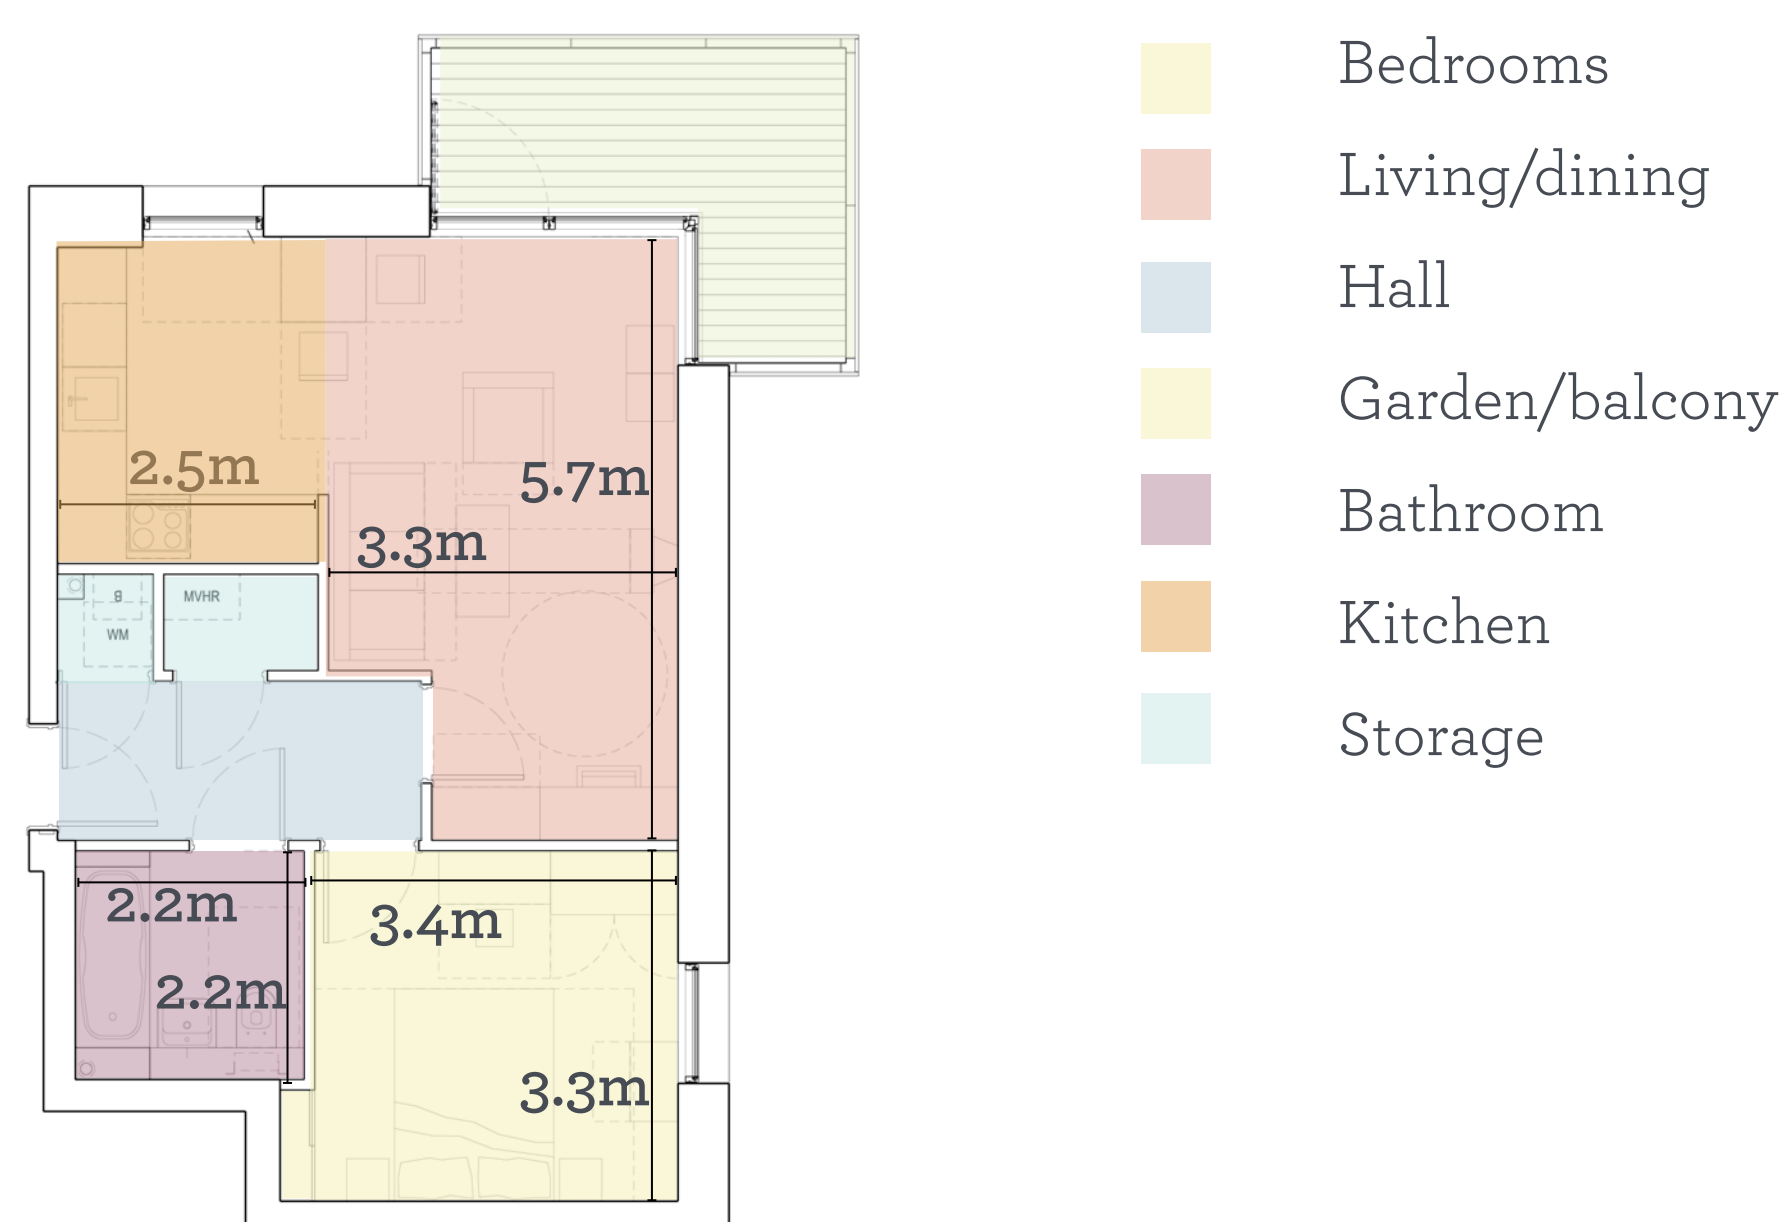 Bedrooms
Living/dining
Hall
Garden/balcony
Bathroom
Kitchen
Storage
2.5m
5.7m
3.3m
B
MVHR
WM
2.2m
3.4m
2.2m
3.3m